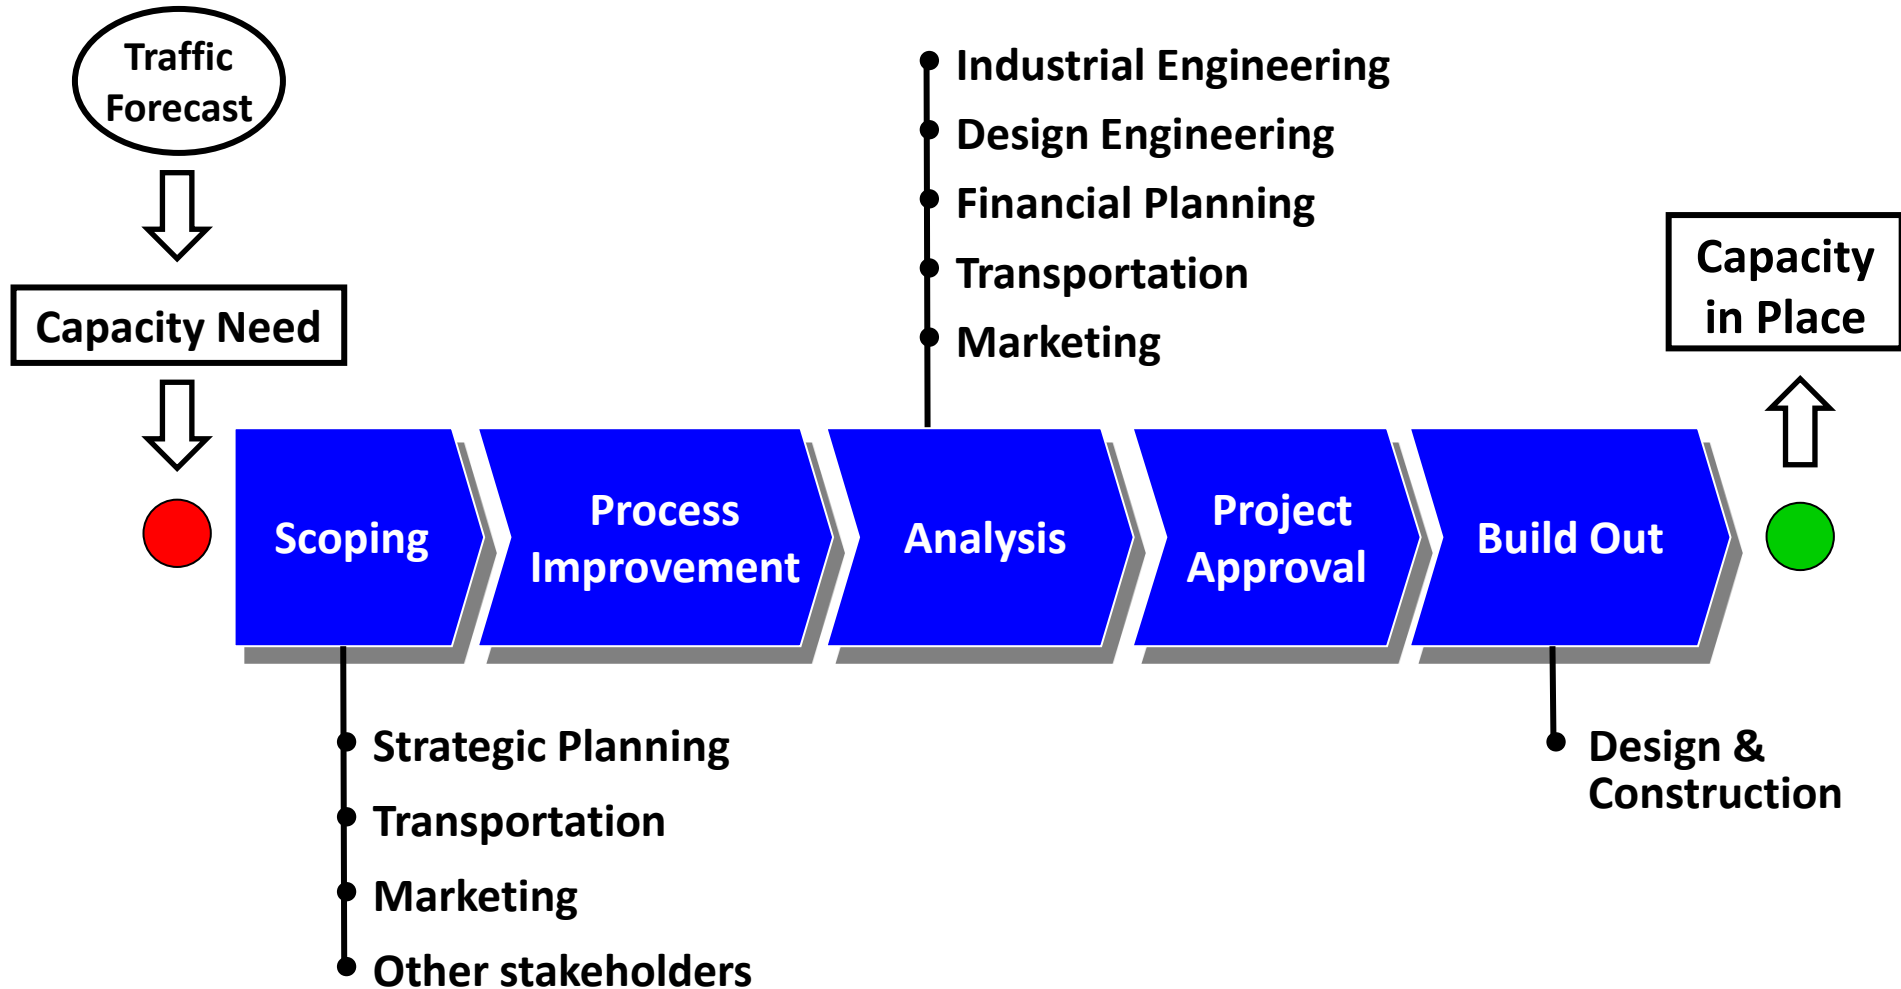 Traffic
Forecast
Capacity Need
Industrial Engineering
Design Engineering
Financial Planning
Transportation
Marketing
Capacity
in Place
Scoping
Process
Improvement
Analysis
Project
Approval
Build Out
Strategic Planning
Transportation
Marketing
Other stakeholders
Design &
Construction